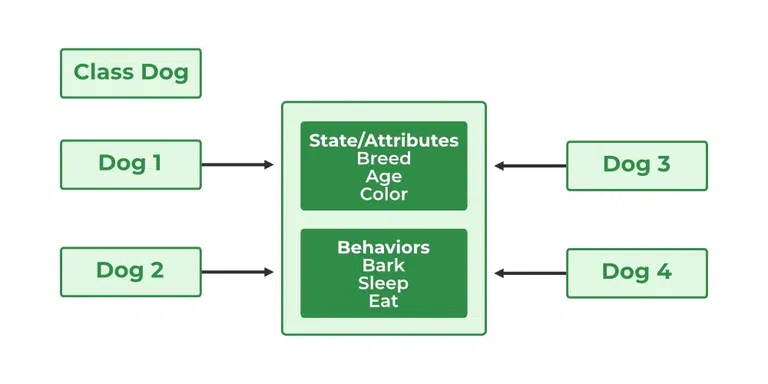 Class Dog
Dog 1
Dog 2
State/Attributes
Breed
Age
Color
Behaviors
Bark
Sleep
Eat
Dog 3
Dog 4